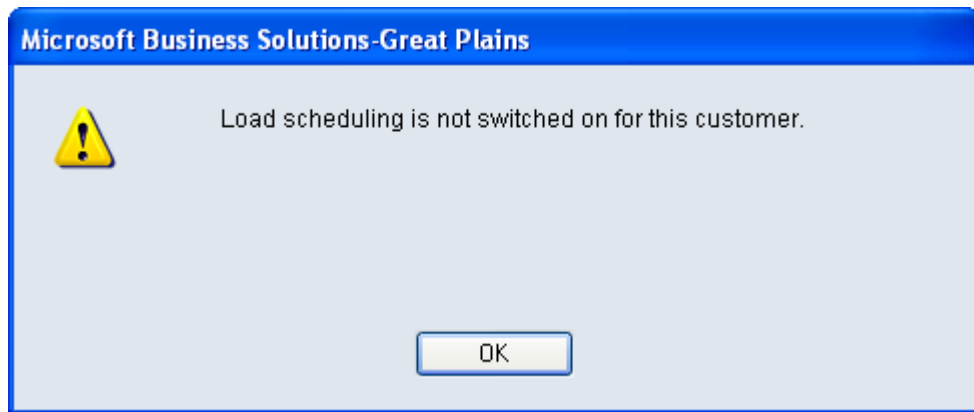 Microsoft Business Solutions-Great Plains
Load scheduling is not switched on for this customer.
OK